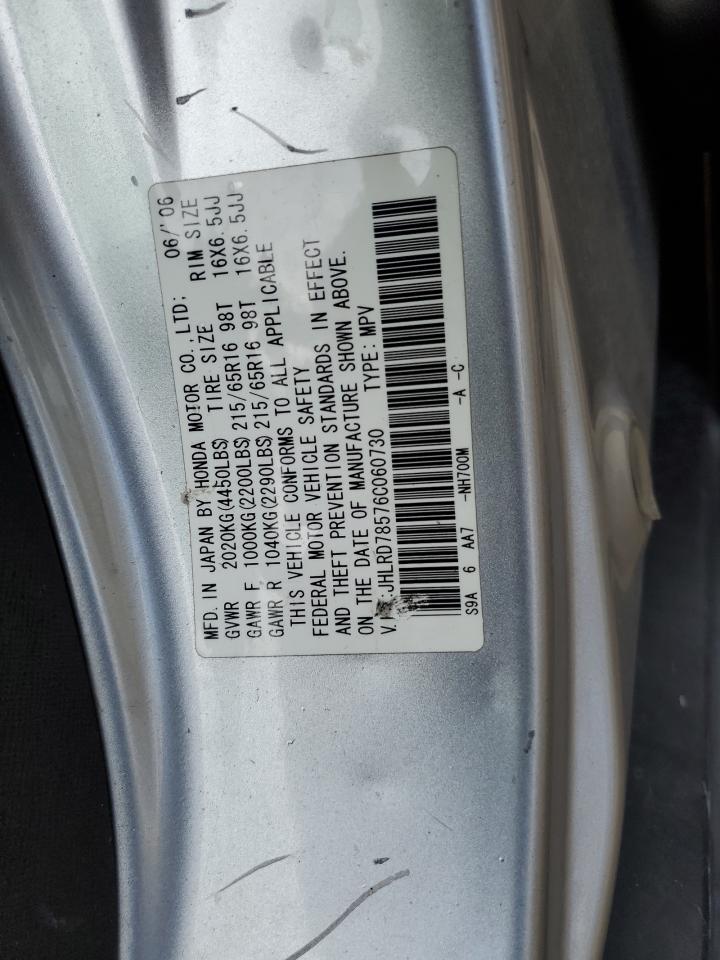 MFD. IN JAPAN BY HONDA MOTOR CO., LTD; 06/'06
GVWR 2020KG(4450LBS) TIRE SIZE RIM SIZE
GAWR F 1000KG(2200LBS) 215/65R16 98T 16X6.5JJ
GAWR R 1040KG(2290LBS) 215/65R16 98T 16X6.5JJ
THIS VEHICLE CONFORMS TO ALL APPLICABLE
FEDERAL MOTOR VEHICLE SAFETY
AND THEFT PREVENTION STANDARDS IN EFFECT
ON THE DATE OF MANUFACTURE SHOWN ABOVE.
V. JHLRD78576C060730 TYPE: MPV
S9A 6 AA7 -NH700M -A -C